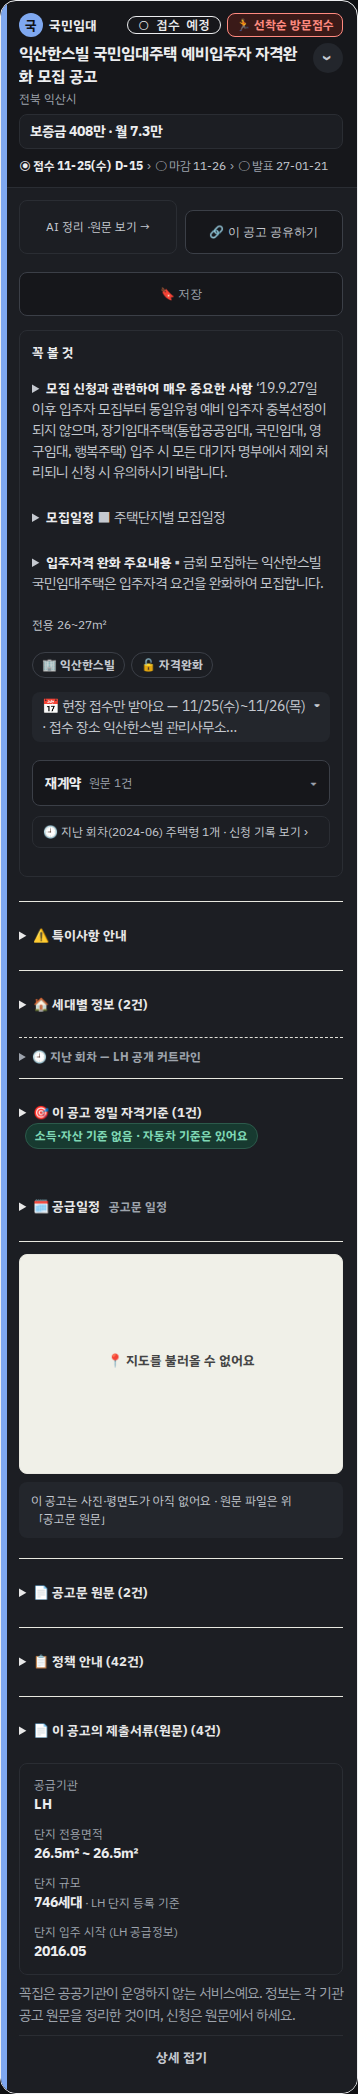 국 국민임대 ○ 접수 예정 🏃 선착순 방문접수
익산한스빌 국민임대주택 예비입주자 자격완
화 모집 공고
전북 익산시
보증금 408만 · 월 7.3만
◉ 접수 11-25(수) D-15 › ○ 마감 11-26 › ○ 발표 27-01-21
AI 정리 ·원문 보기 →
🔗 이 공고 공유하기
🔖 저장
꼭 볼 것
▶ 모집 신청과 관련하여 매우 중요한 사항 ‘19.9.27일
이후 입주자 모집부터 동일유형 예비 입주자 중복선정이
되지 않으며, 장기임대주택(통합공공임대, 국민임대, 영
구임대, 행복주택) 입주 시 모든 대기자 명부에서 제외 처
리되니 신청 시 유의하시기 바랍니다.
▶ 모집일정 ■ 주택단지별 모집일정
▶ 입주자격 완화 주요내용 ▪ 금회 모집하는 익산한스빌
국민임대주택은 입주자격 요건을 완화하여 모집합니다.
전용 26~27m²
🏢 익산한스빌 🔓 자격완화
📅 현장 접수만 받아요 — 11/25(수)~11/26(목)
· 접수 장소 익산한스빌 관리사무소…
재계약 원문 1건
🕘 지난 회차(2024-06) 주택형 1개 · 신청 기록 보기 ›
▶ ⚠️ 특이사항 안내
▶ 🏠 세대별 정보 (2건)
▶ 🕘 지난 회차 — LH 공개 커트라인
▶ 🎯 이 공고 정밀 자격기준 (1건)
소득·자산 기준 없음 · 자동차 기준은 있어요
▶ 🗓️ 공급일정 공고문 일정
📍 지도를 불러올 수 없어요
이 공고는 사진·평면도가 아직 없어요 · 원문 파일은 위
「공고문 원문」
▶ 📄 공고문 원문 (2건)
▶ 📋 정책 안내 (42건)
▶ 📄 이 공고의 제출서류(원문) (4건)
공급기관
LH
단지 전용면적
26.5m² ~ 26.5m²
단지 규모
746세대 · LH 단지 등록 기준
단지 입주 시작 (LH 공급정보)
2016.05
꼭집은 공공기관이 운영하지 않는 서비스예요. 정보는 각 기관
공고 원문을 정리한 것이며, 신청은 원문에서 하세요.
상세 접기